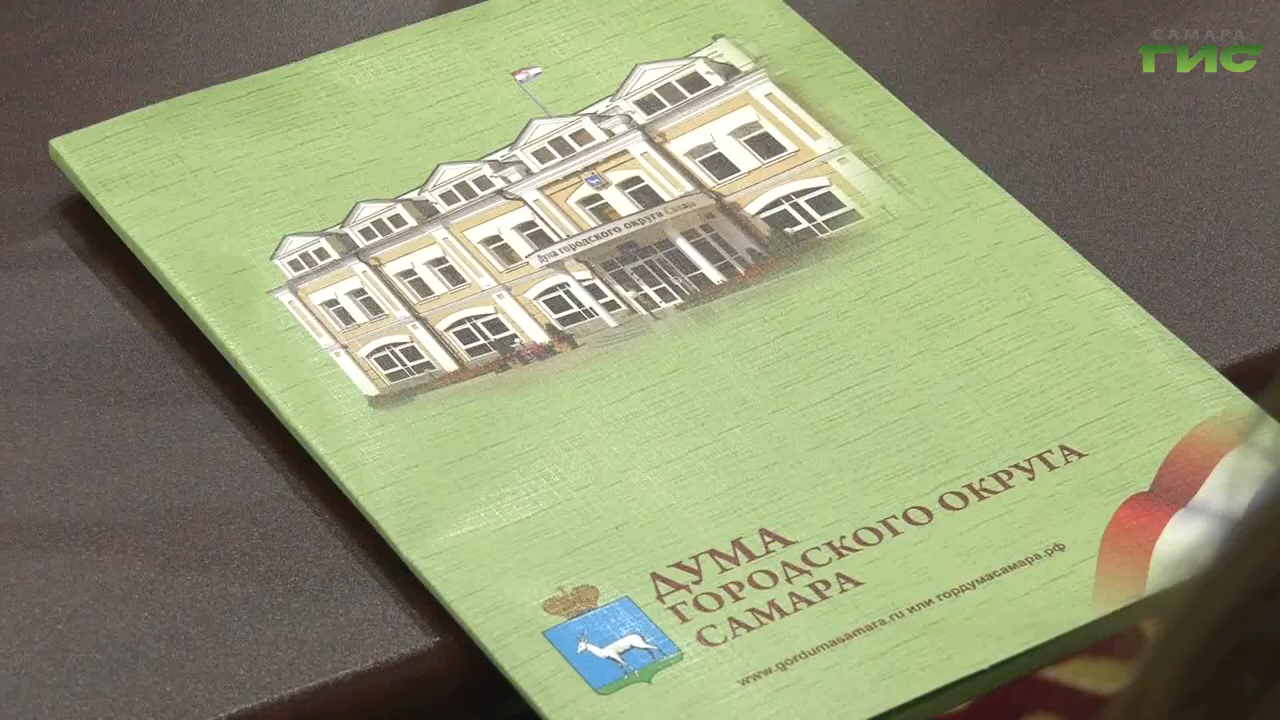 САМАРА
ГИС
Дума городского округа Самара
ДУМА
ГОРОДСКОГО ОКРУГА
САМАРА
www.gordumasamara.ru или гордумасамара.рф